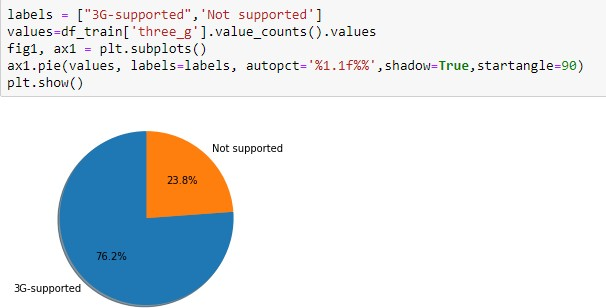 labels = ["3G-supported",'Not supported']
values=df_train['three_g'].value_counts().values
fig1, ax1 = plt.subplots()
ax1.pie(values, labels=labels, autopct='%1.1f%%',shadow=True,startangle=90)
plt.show()
Not supported
23.8%
76.2%
3G-supported